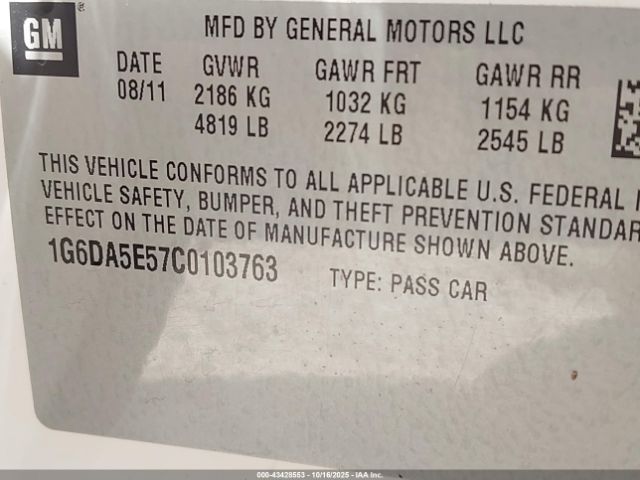 GM
MFD BY GENERAL MOTORS LLC
DATE GVWR GAWR FRT GAWR RR
08/11 2186 KG 1032 KG 1154 KG
4819 LB 2274 LB 2545 LB
THIS VEHICLE CONFORMS TO ALL APPLICABLE U.S. FEDERAL
VEHICLE SAFETY, BUMPER, AND THEFT PREVENTION STANDAR
EFFECT ON THE DATE OF MANUFACTURE SHOWN ABOVE.
1G6DA5E57C0103763 TYPE: PASS CAR
000-43428553 | 10/16/2025 - IAA Inc.